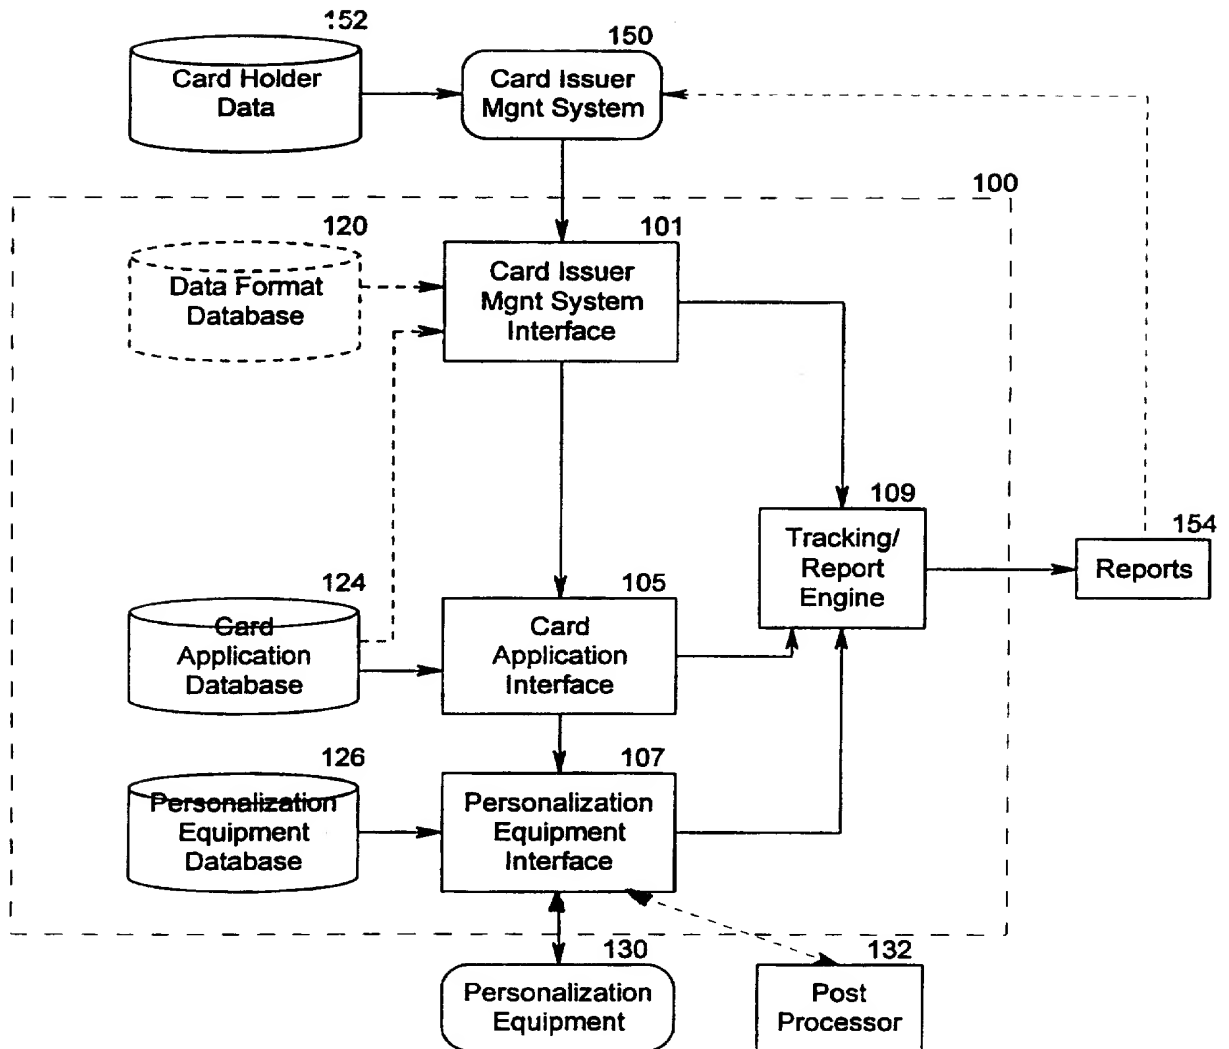 152
Card Holder
Data
150
Card Issuer
Mgnt System
100
120
Data Format
Database
101
Card Issuer
Mgnt System
Interface
109
Tracking/
Report
Engine
154
Reports
124
Card
Application
Database
105
Card
Application
Interface
126
Personalization
Equipment
Database
107
Personalization
Equipment
Interface
130
Personalization
Equipment
132
Post
Processor